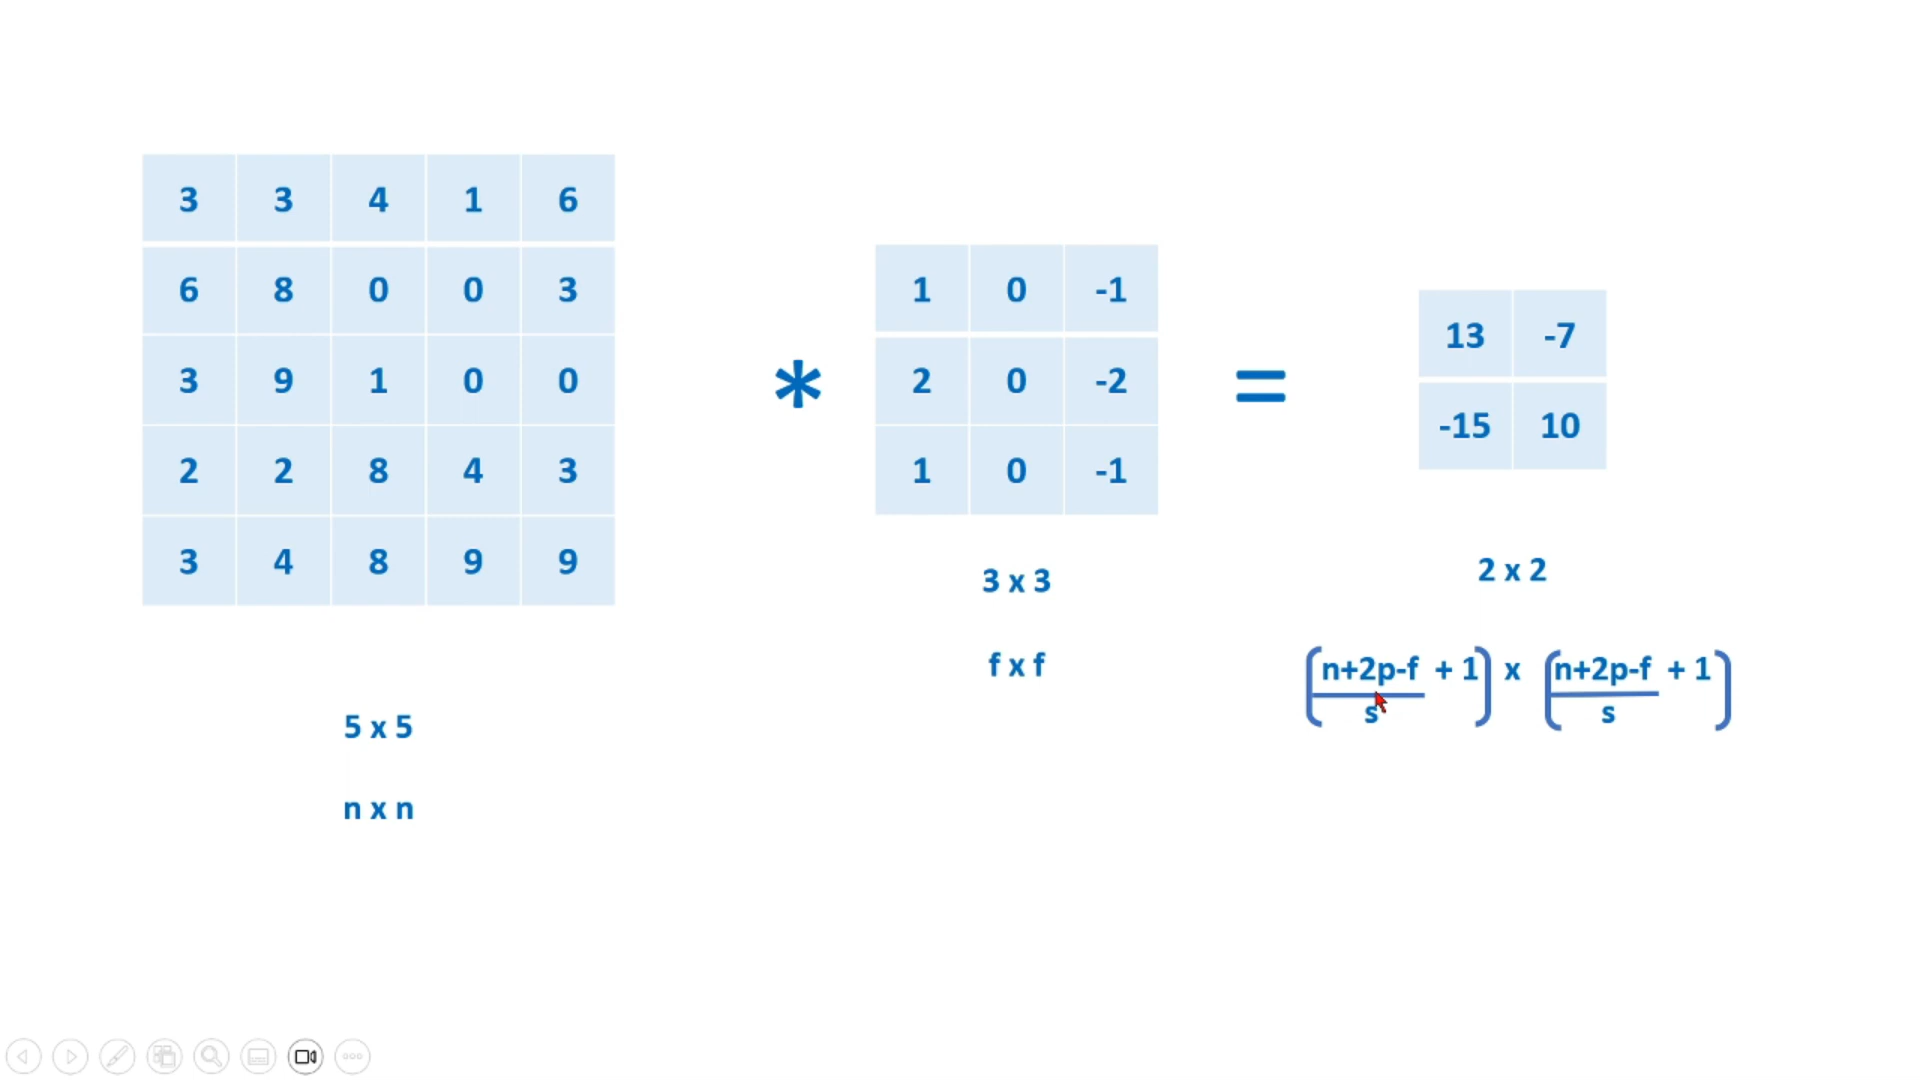 3 3 4 1 6
6 8 0 0 3
3 9 1 0 0
2 2 8 4 3
3 4 8 9 9
5 x 5
n x n
*
1 0 -1
2 0 -2
1 0 -1
3 x 3
f x f
=
13 -7
-15 10
2 x 2
[n+2p-f + 1] x [n+2p-f + 1]
s s